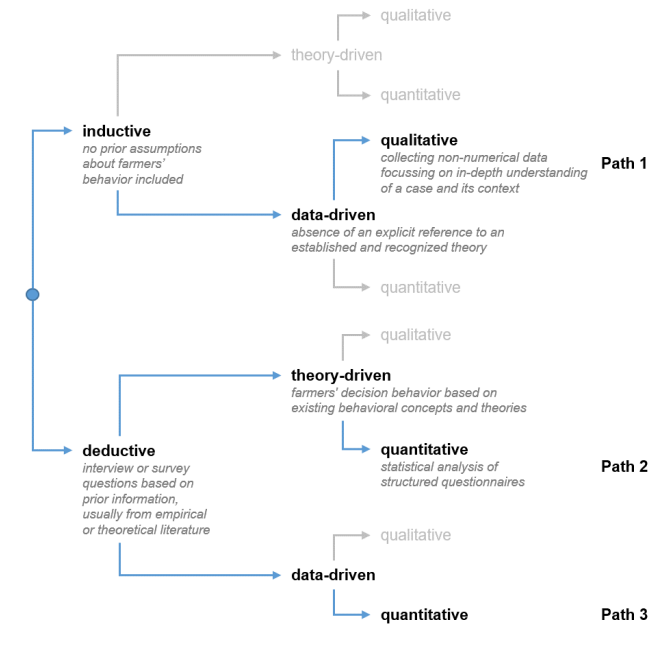 qualitative
theory-driven
quantitative
inductive
no prior assumptions
about farmers'
behavior included
qualitative
collecting non-numerical data
focussing on in-depth understanding
of a case and its context
Path 1
data-driven
absence of an explicit reference to an
established and recognized theory
quantitative
qualitative
theory-driven
farmers' decision behavior based on
existing behavioral concepts and theories
deductive
interview or survey
questions based on
prior information,
usually from empirical
or theoretical literature
quantitative
statistical analysis of
structured questionnaires
Path 2
qualitative
data-driven
quantitative
Path 3